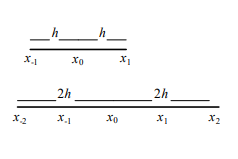 h h
x₋₁ x₀ x₁
2h 2h
x₋₂ x₋₁ x₀ x₁ x₂